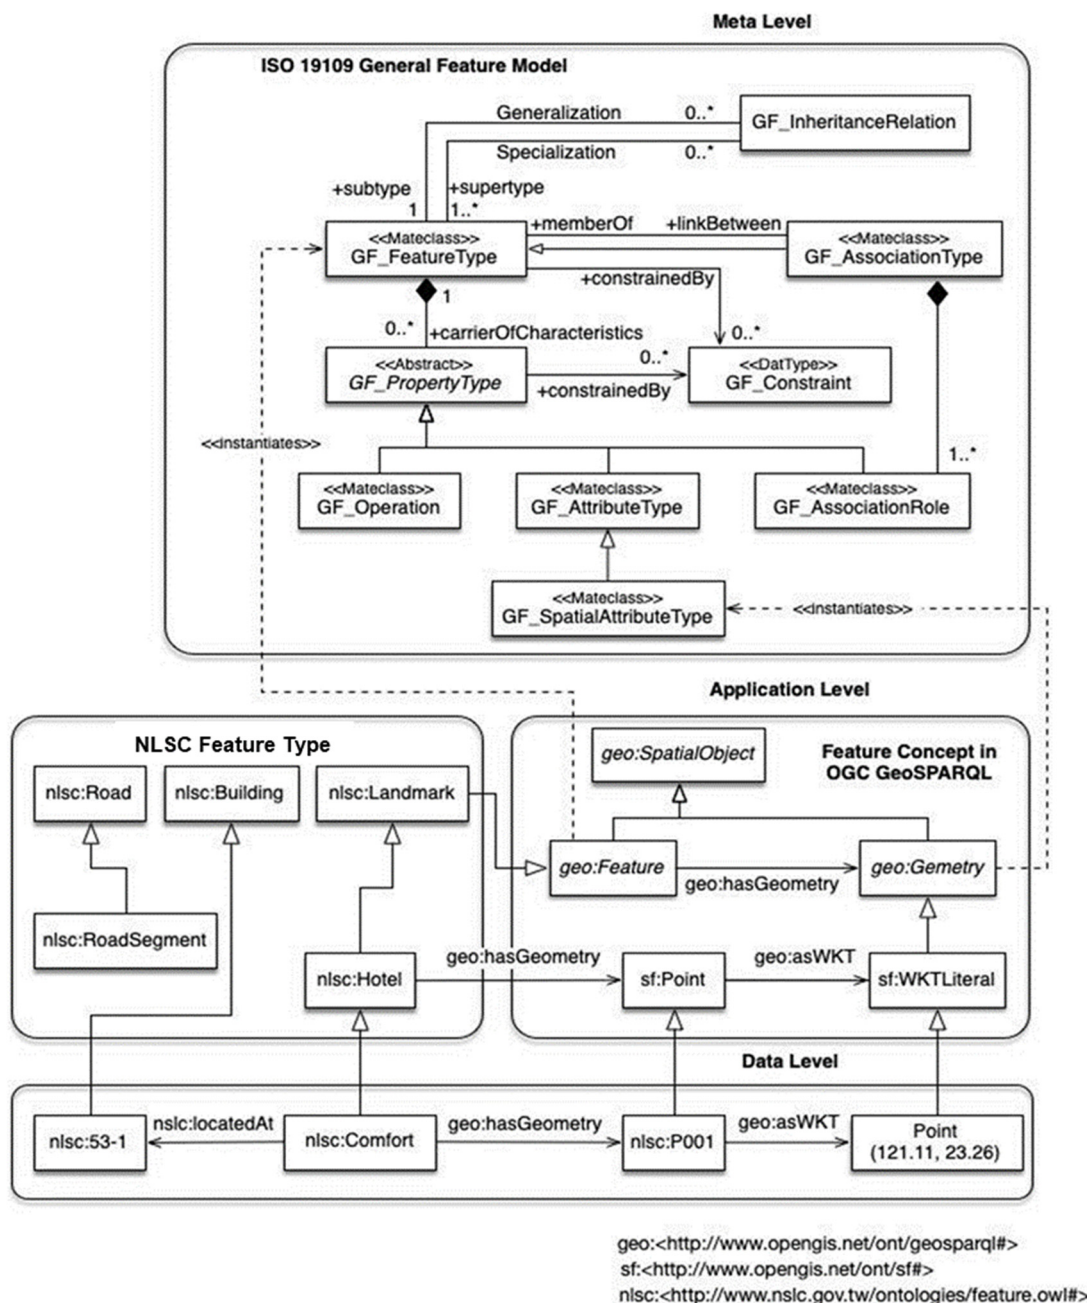 Meta Level
ISO 19109 General Feature Model
Generalization
0..*
GF_InheritanceRelation
Specialization
0..*
+subtype
+supertype
1
1..*
<<Mateclass>>
GF_FeatureType
+memberOf
+linkBetween
<<Mateclass>>
GF_AssociationType
+constrainedBy
1
0..*
+carrierOfCharacteristics
0..*
<<Abstract>>
GF_PropertyType
0..*
+constrainedBy
<<DatType>>
GF_Constraint
<<instantiates>>
1..*
<<Mateclass>>
GF_Operation
<<Mateclass>>
GF_AttributeType
<<Mateclass>>
GF_AssociationRole
<<Mateclass>>
GF_SpatialAttributeType
<<instantiates>>
Application Level
NLSC Feature Type
nlsc:Road
nlsc:Building
nlsc:Landmark
nlsc:RoadSegment
nlsc:Hotel
geo:SpatialObject
Feature Concept in
OGC GeoSPARQL
geo:Feature
geo:hasGeometry
geo:Gemetry
geo:hasGeometry
sf:Point
geo:asWKT
sf:WKTLiteral
Data Level
nlsc:53-1
nslc:locatedAt
nlsc:Comfort
geo:hasGeometry
nlsc:P001
geo:asWKT
Point
(121.11, 23.26)
geo:<http://www.opengis.net/ont/geosparql#>
sf:<http://www.opengis.net/ont/sf#>
nlsc:<http://www.nslc.gov.tw/ontologies/feature.owl#>